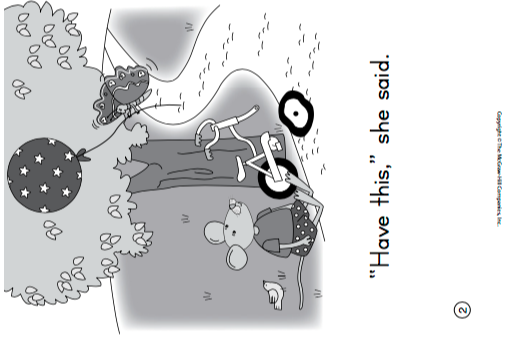 "Have this," she said.
Copyright © The McGraw-Hill Companies, Inc.
2